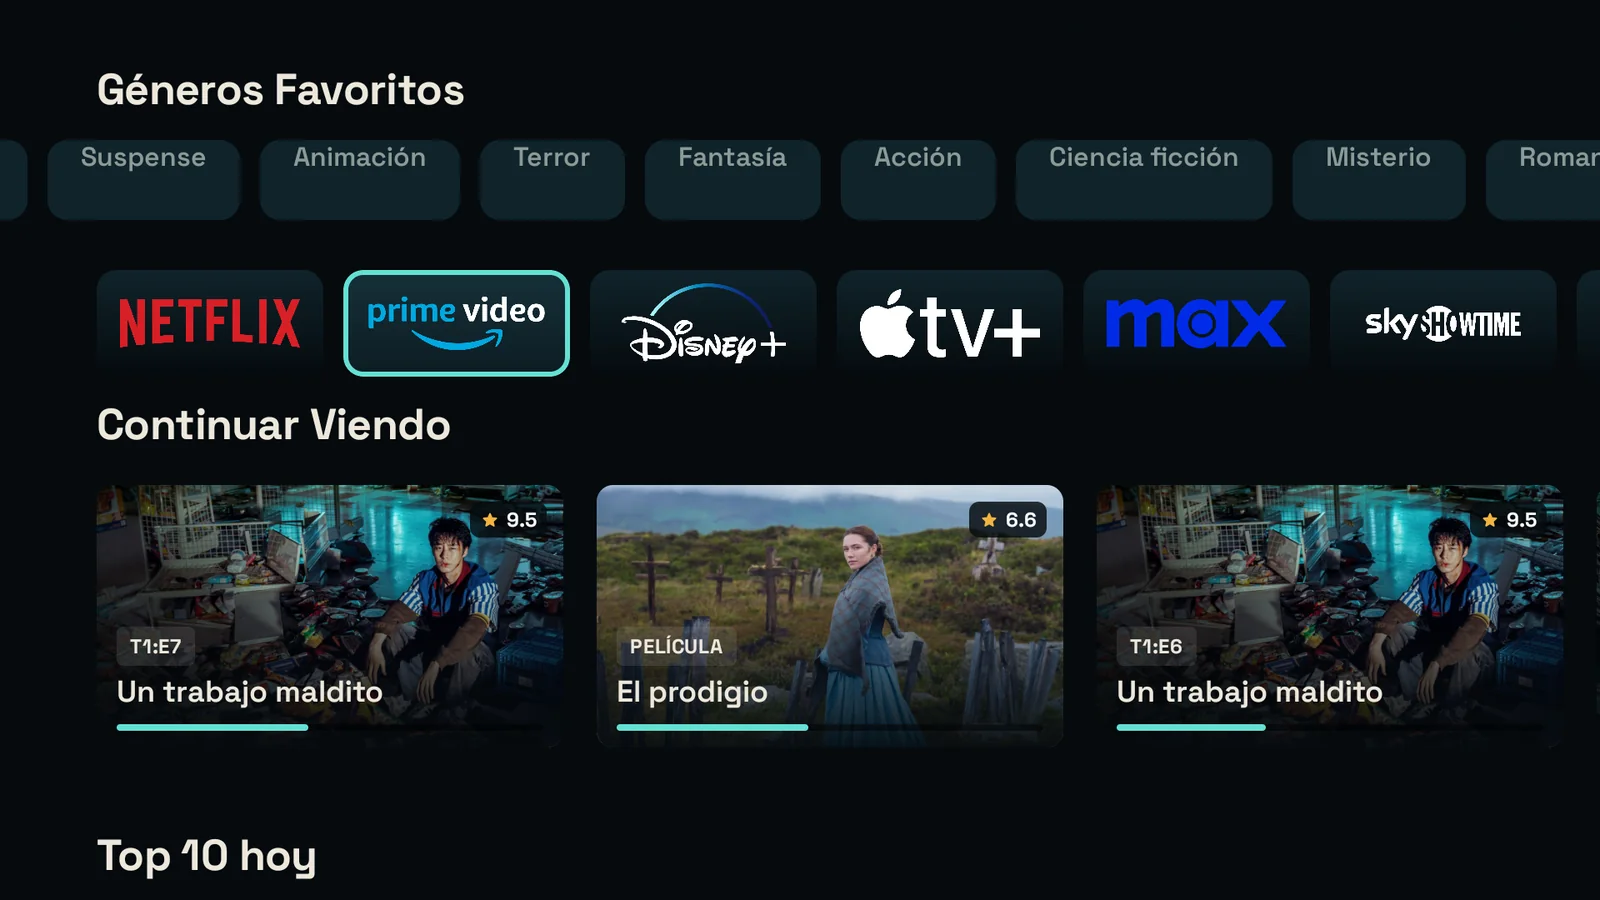 Géneros Favoritos
Suspense Animación Terror Fantasía Acción Ciencia ficción Misterio Roman
NETFLIX prime video Disney+ tv+ max skySHOWTIME
Continuar Viendo
9.5 6.6 9.5
T1:E7 PELÍCULA T1:E6
Un trabajo maldito El prodigio Un trabajo maldito
Top 10 hoy